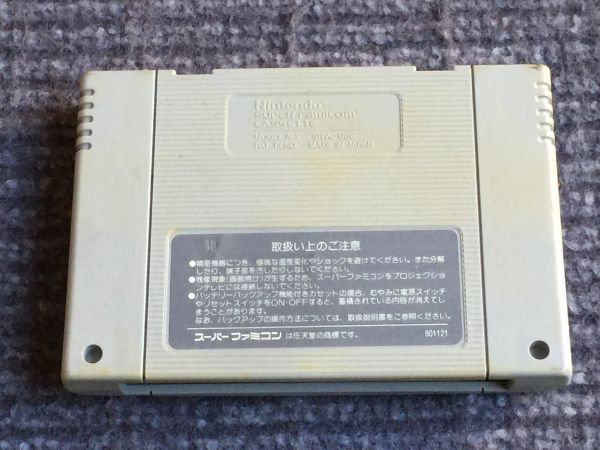 Nintendo
SUPER Famicom
CASSETTE
MODEL NO. SHVC-006
PAT. PEND. MADE IN JAPAN
取扱い上のご注意
●精密機器につき、極端な温度変化やショックを避けてください。また分解
したり、端子部を汚したりしないでください。
●残像現象(画面焼け)が生ずるため、スーパーファミコンをプロジェクション
ンテレビには接続しないでください。
●バッテリーバックアップ機能付きカセットの場合、むやみに電源スイッチ
やリセットスイッチをON・OFFすると、蓄積されている内容が消えてし
まうことがあります。
なお、バックアップの操作方法については、取扱説明書をご参照ください。
スーパーファミコン は任天堂の商標です。
901121